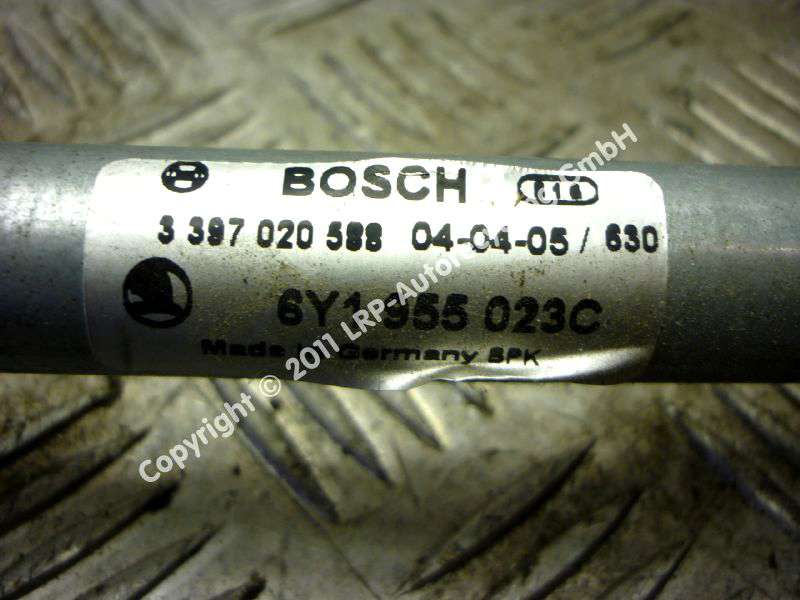 BOSCH 
3 397 020 588 04-04-05 / 630
6Y1 955 023C
Made in Germany BPK
Copyright © 2011 LRP-Autorecycling GmbH